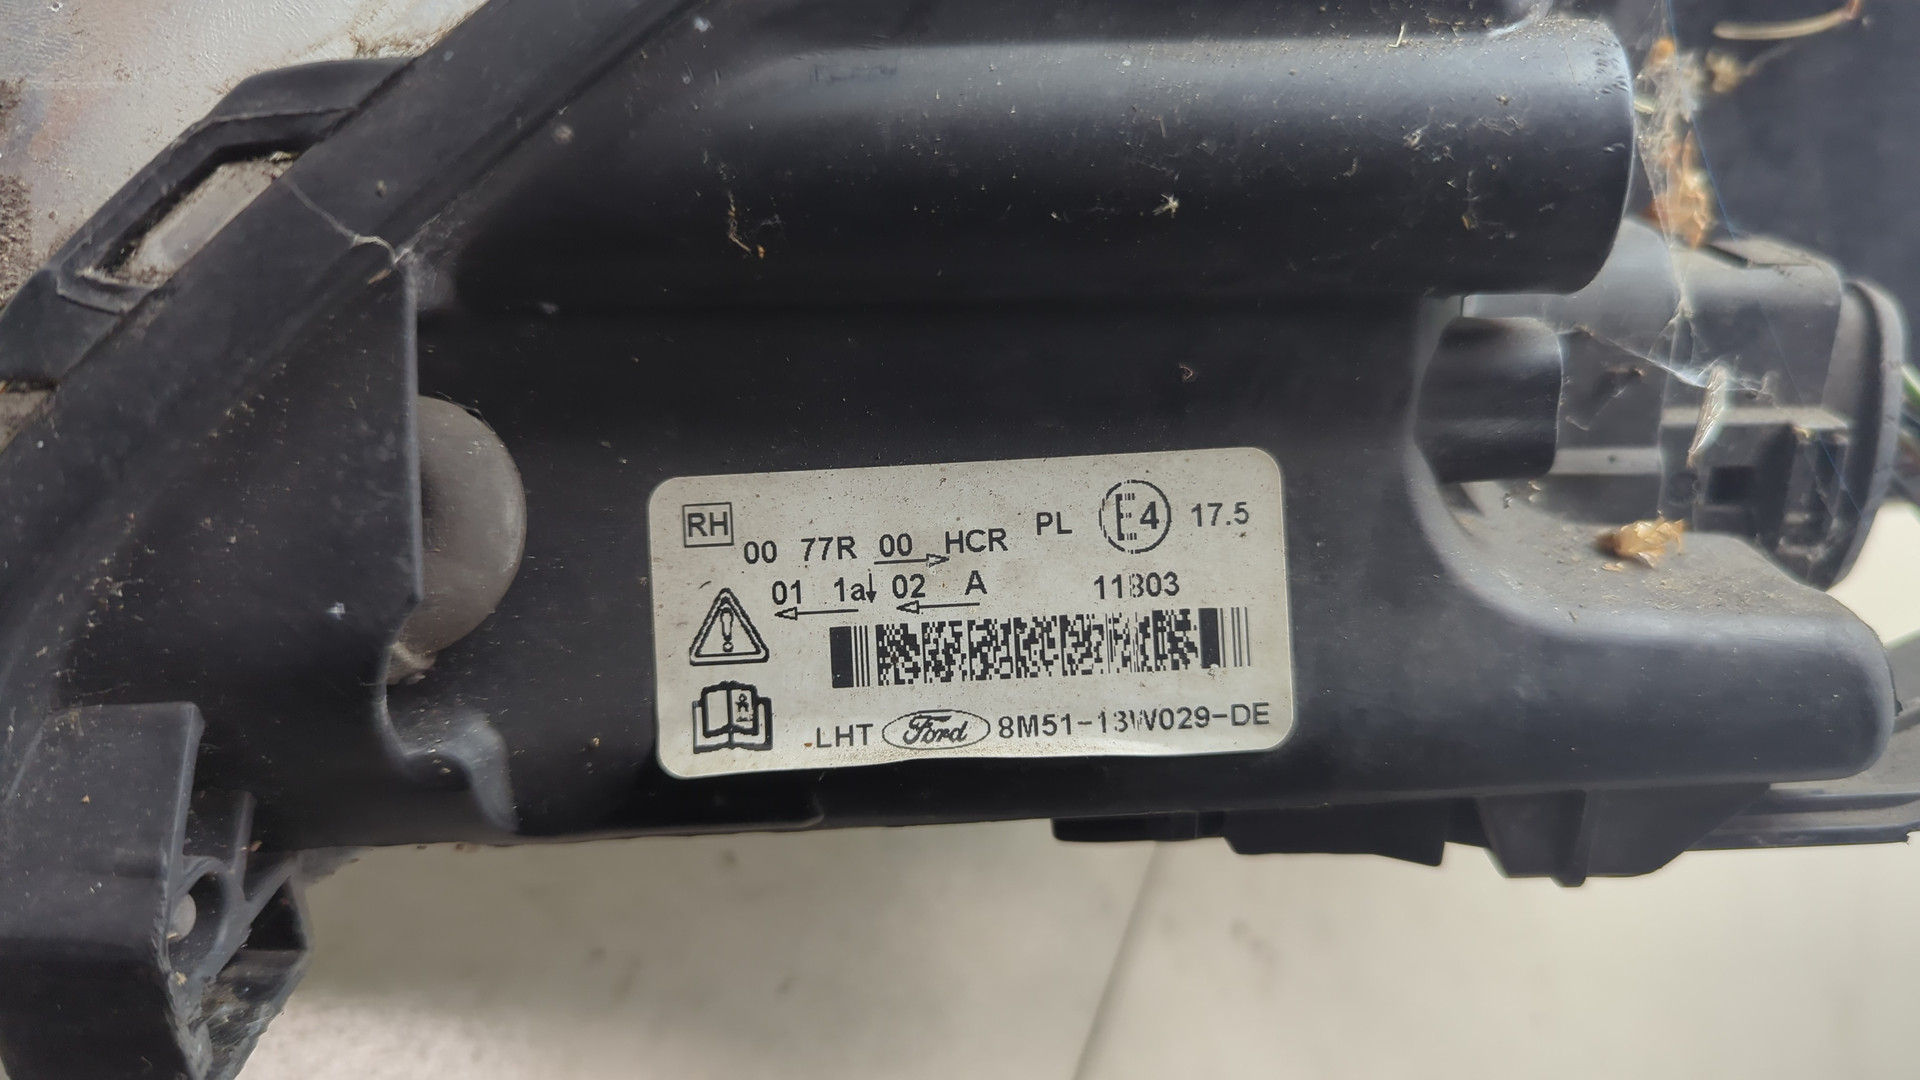 RH 00 77R 00 HCR PL E4 17.5
01 1a 02 A 11803
LHT Ford 8M51-13W029-DE